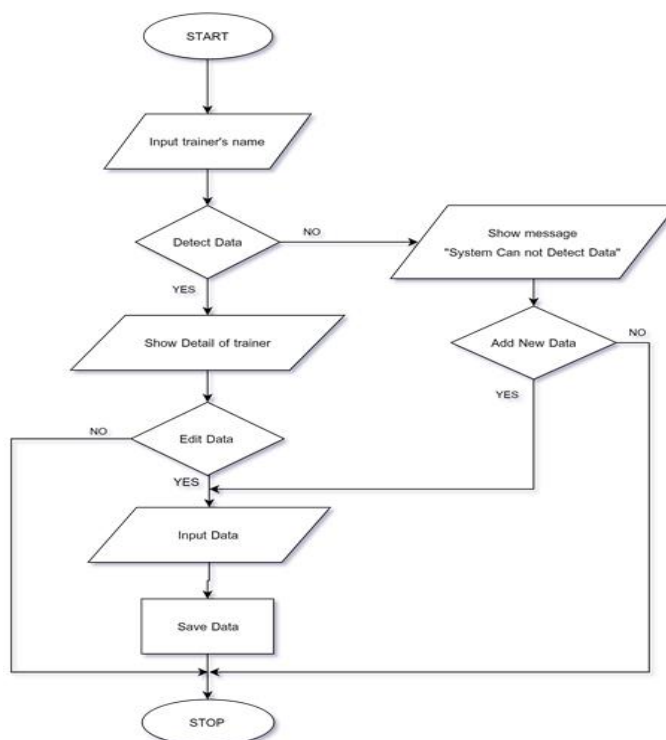 START
Input trainer's name
Detect Data
NO
Show message
"System Can not Detect Data"
YES
Show Detail of trainer
Add New Data
NO
YES
Edit Data
NO
YES
Input Data
Save Data
STOP